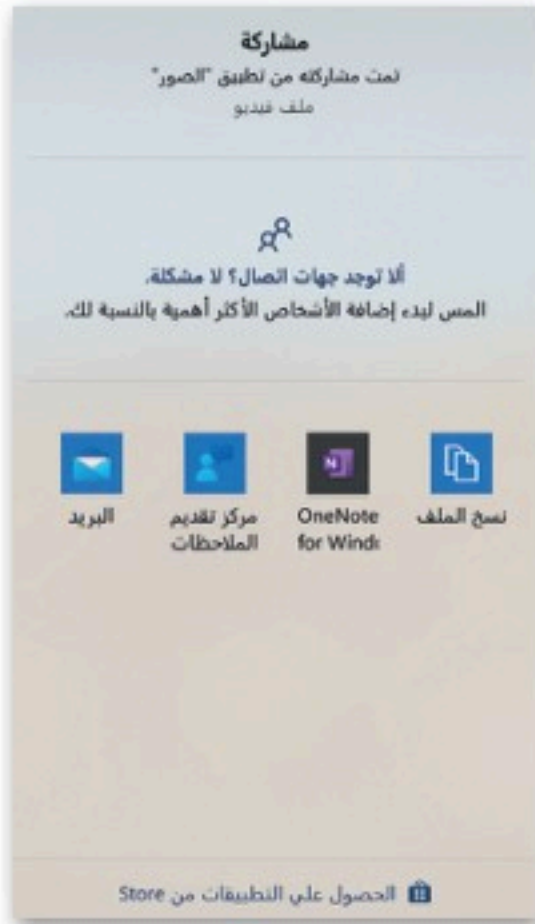 مشاركة
تمت مشاركته من تطبيق "الصور"
ملف فيديو
ألا توجد جهات اتصال؟ لا مشكلة.
المس لبدء إضافة الأشخاص الأكثر أهمية بالنسبة لك.
نسخ الملف
OneNote
for Wind
مركز تقديم
الملاحظات
البريد
الحصول على التطبيقات من Store